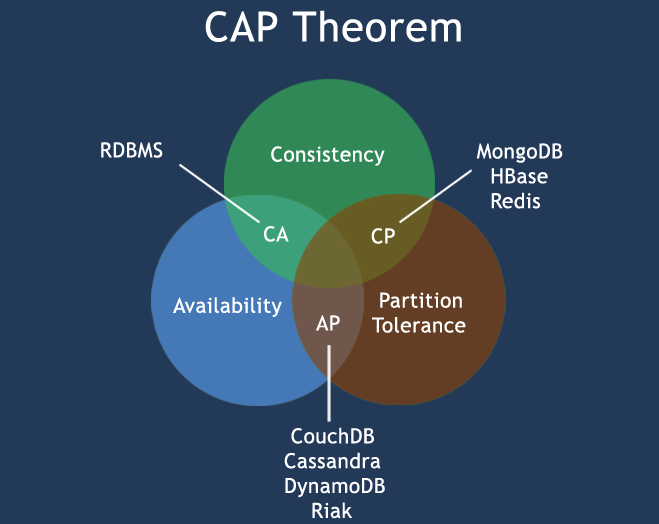 CAP Theorem
RDBMS
Consistency
MongoDB
HBase
Redis
CA
CP
Availability
Partition
Tolerance
AP
CouchDB
Cassandra
DynamoDB
Riak